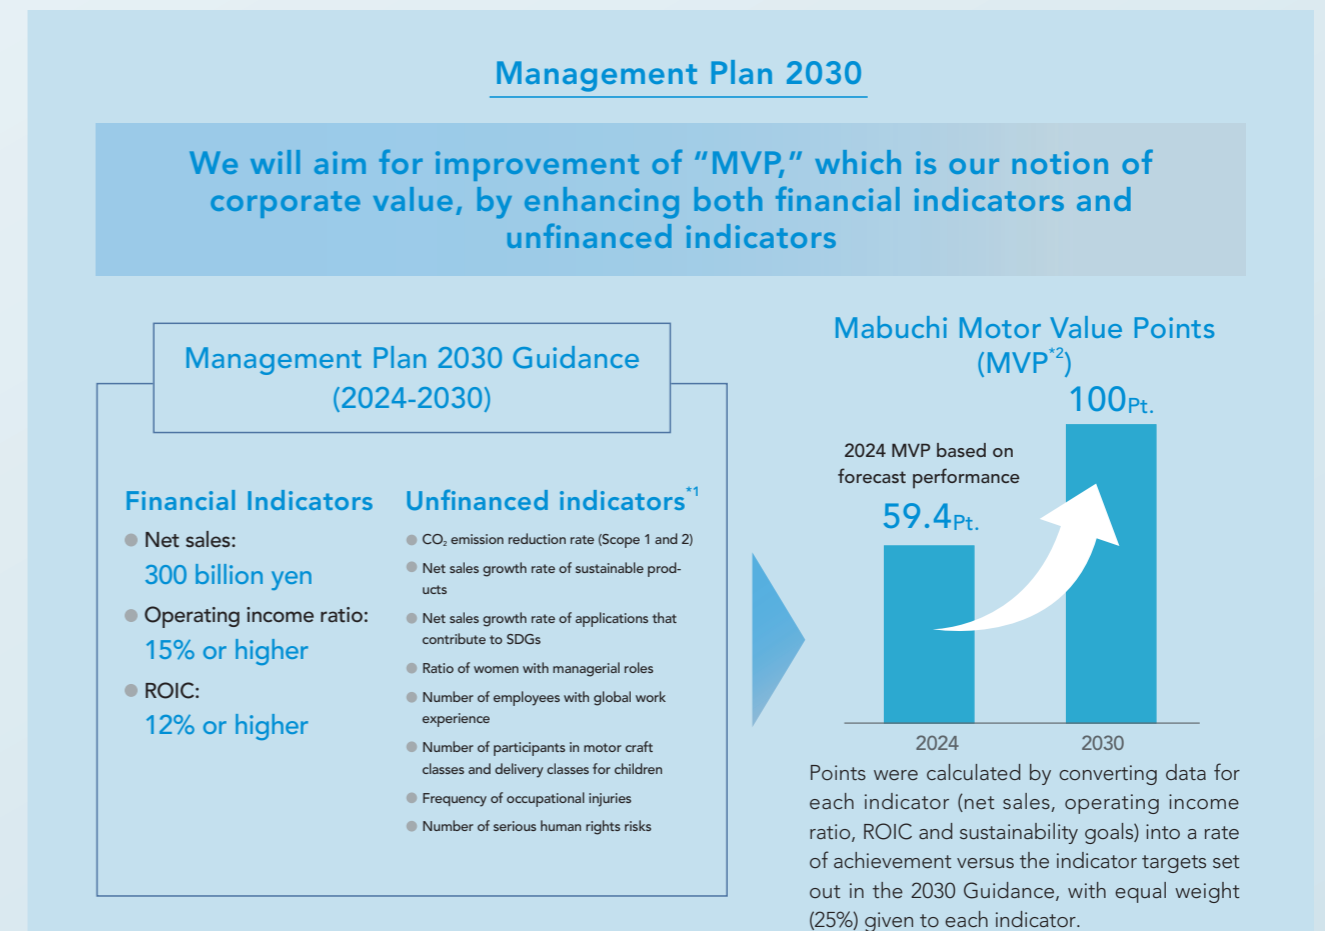 Management Plan 2030
We will aim for improvement of “MVP,” which is our notion of
corporate value, by enhancing both financial indicators and
unfinanced indicators
Management Plan 2030 Guidance
(2024-2030)
Financial Indicators
● Net sales:
300 billion yen
● Operating income ratio:
15% or higher
● ROIC:
12% or higher
Unfinanced indicators*1
● CO₂ emission reduction rate (Scope 1 and 2)
● Net sales growth rate of sustainable prod-
ucts
● Net sales growth rate of applications that
contribute to SDGs
● Ratio of women with managerial roles
● Number of employees with global work
experience
● Number of participants in motor craft
classes and delivery classes for children
● Frequency of occupational injuries
● Number of serious human rights risks
Mabuchi Motor Value Points
(MVP*2)
100Pt.
2024 MVP based on
forecast performance
59.4Pt.
2024 2030
Points were calculated by converting data for
each indicator (net sales, operating income
ratio, ROIC and sustainability goals) into a rate
of achievement versus the indicator targets set
out in the 2030 Guidance, with equal weight
(25%) given to each indicator.